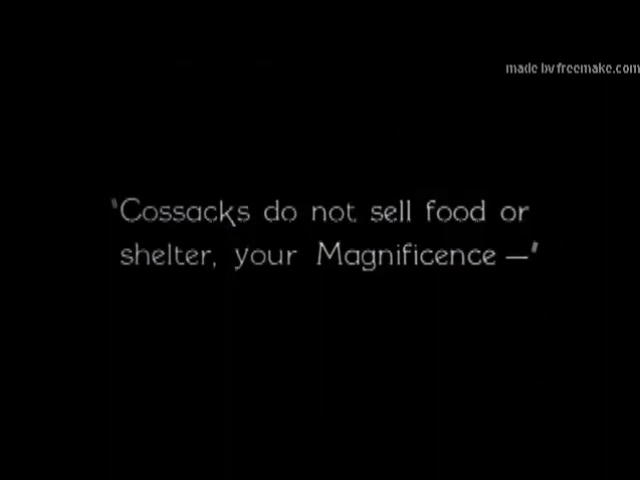 made by freemake.com
"Cossacks do not sell food or
shelter, your Magnificence —"